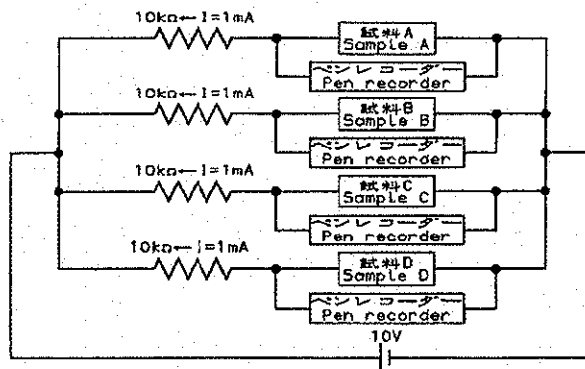 10kΩ←I=1mA
試料A
Sample A
ペンレコーダー
Pen recorder
10kΩ←I=1mA
試料B
Sample B
ペンレコーダー
Pen recorder
10kΩ←I=1mA
試料C
Sample C
ペンレコーダー
Pen recorder
10kΩ←I=1mA
試料D
Sample D
ペンレコーダー
Pen recorder
10V